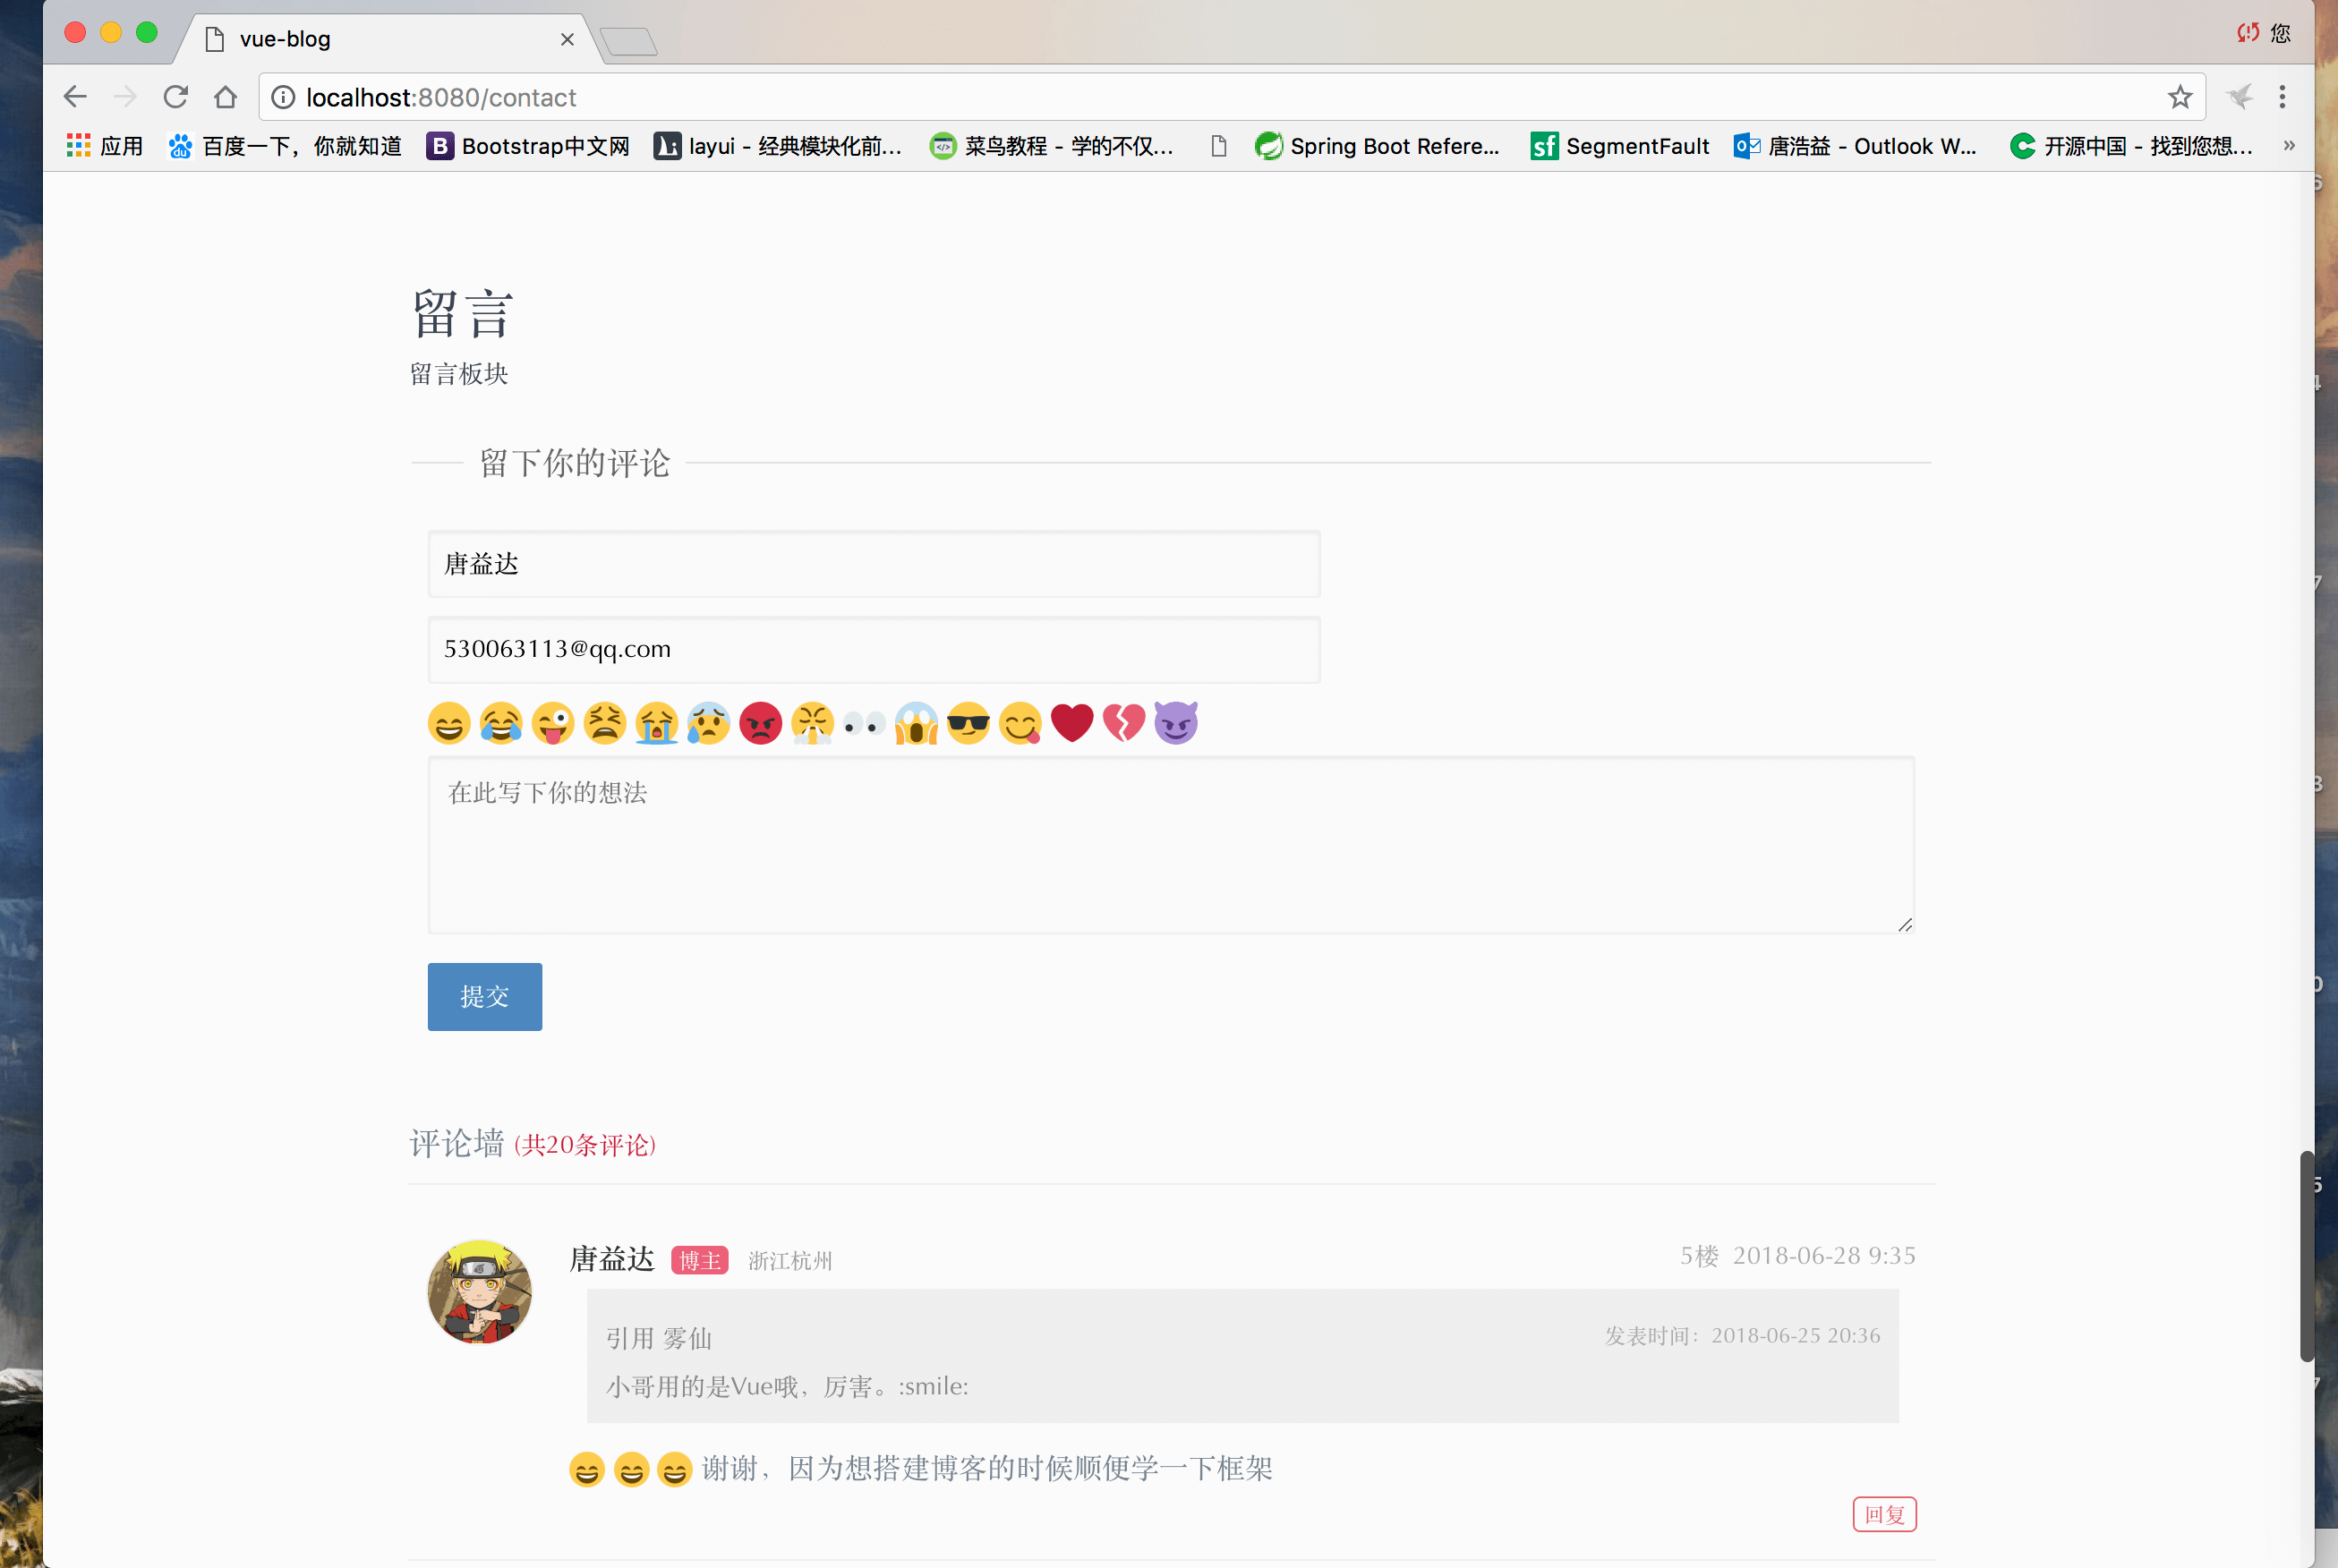 vue-blog
您
localhost:8080/contact
应用 百度一下，你就知道 Bootstrap中文网 layui - 经典模块化前... 菜鸟教程 - 学的不仅... Spring Boot Refere... SegmentFault 唐浩益 - Outlook W... 开源中国 - 找到您想... »
留言
留言板块
留下你的评论
唐益达
530063113@qq.com
在此写下你的想法
提交
评论墙 (共20条评论)
唐益达 博主 浙江杭州 5楼 2018-06-28 9:35
引用 雾仙 发表时间：2018-06-25 20:36
小哥用的是Vue哦，厉害。:smile:
😄 😄 😄 谢谢，因为想搭建博客的时候顺便学一下框架
回复